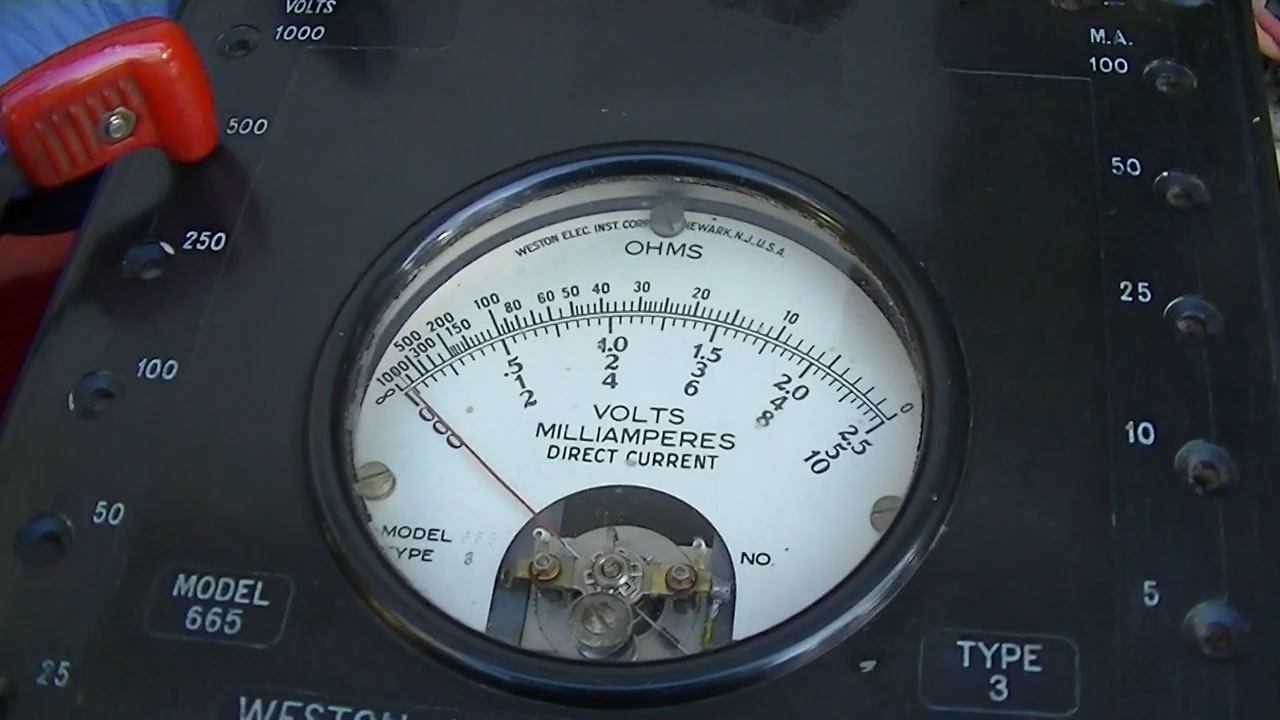 VOLTS
1000
500
250
100
50
25
M.A.
100
50
25
10
5
WESTON ELEC. INST. CORP. NEWARK, N.J., U.S.A.
OHMS
∞ 1000 500 300 200 150 100 80 60 50 40 30 20 10 0
0 .5 1.0 1.5 2.0 2.5
0 1 2 3 4 5
0 2 4 6 8 10
VOLTS
MILLIAMPERES
DIRECT CURRENT
MODEL
TYPE 3
NO.
MODEL
665
TYPE
3
WESTON